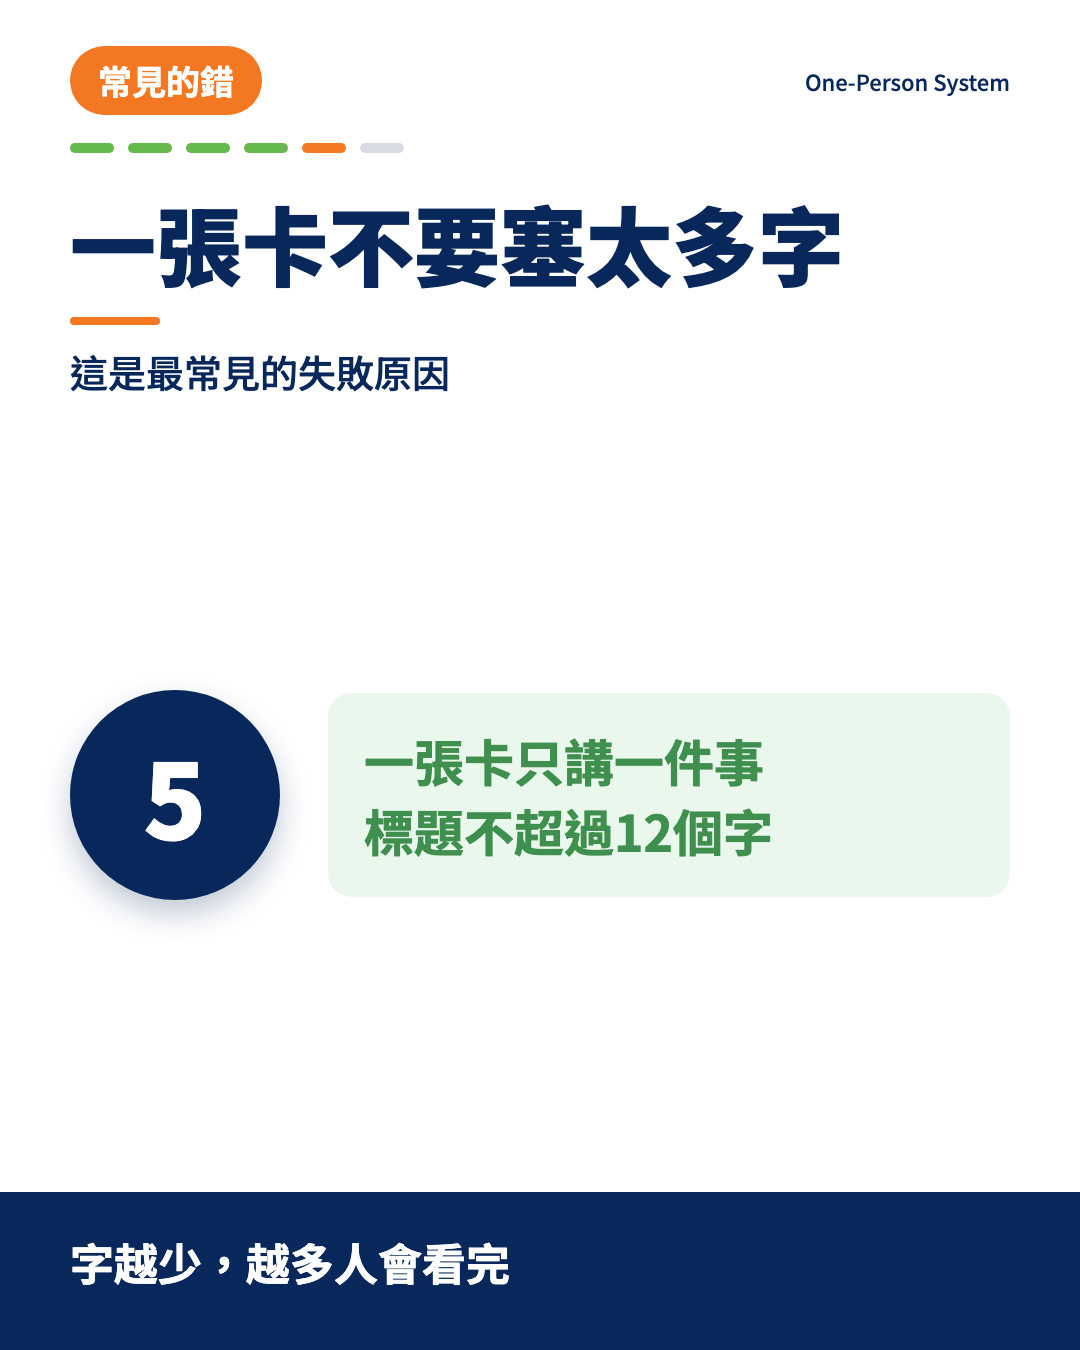 常見的錯
One-Person System
一張卡不要塞太多字
這是最常見的失敗原因
5
一張卡只講一件事
標題不超過12個字
字越少，越多人會看完